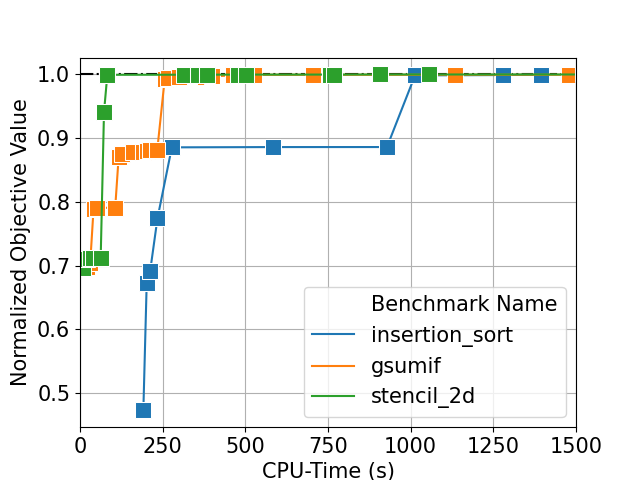 1.0
0.9
0.8
0.7
0.6
0.5
Normalized Objective Value
Benchmark Name
insertion_sort
gsumif
stencil_2d
0 250 500 750 1000 1250 1500
CPU-Time (s)